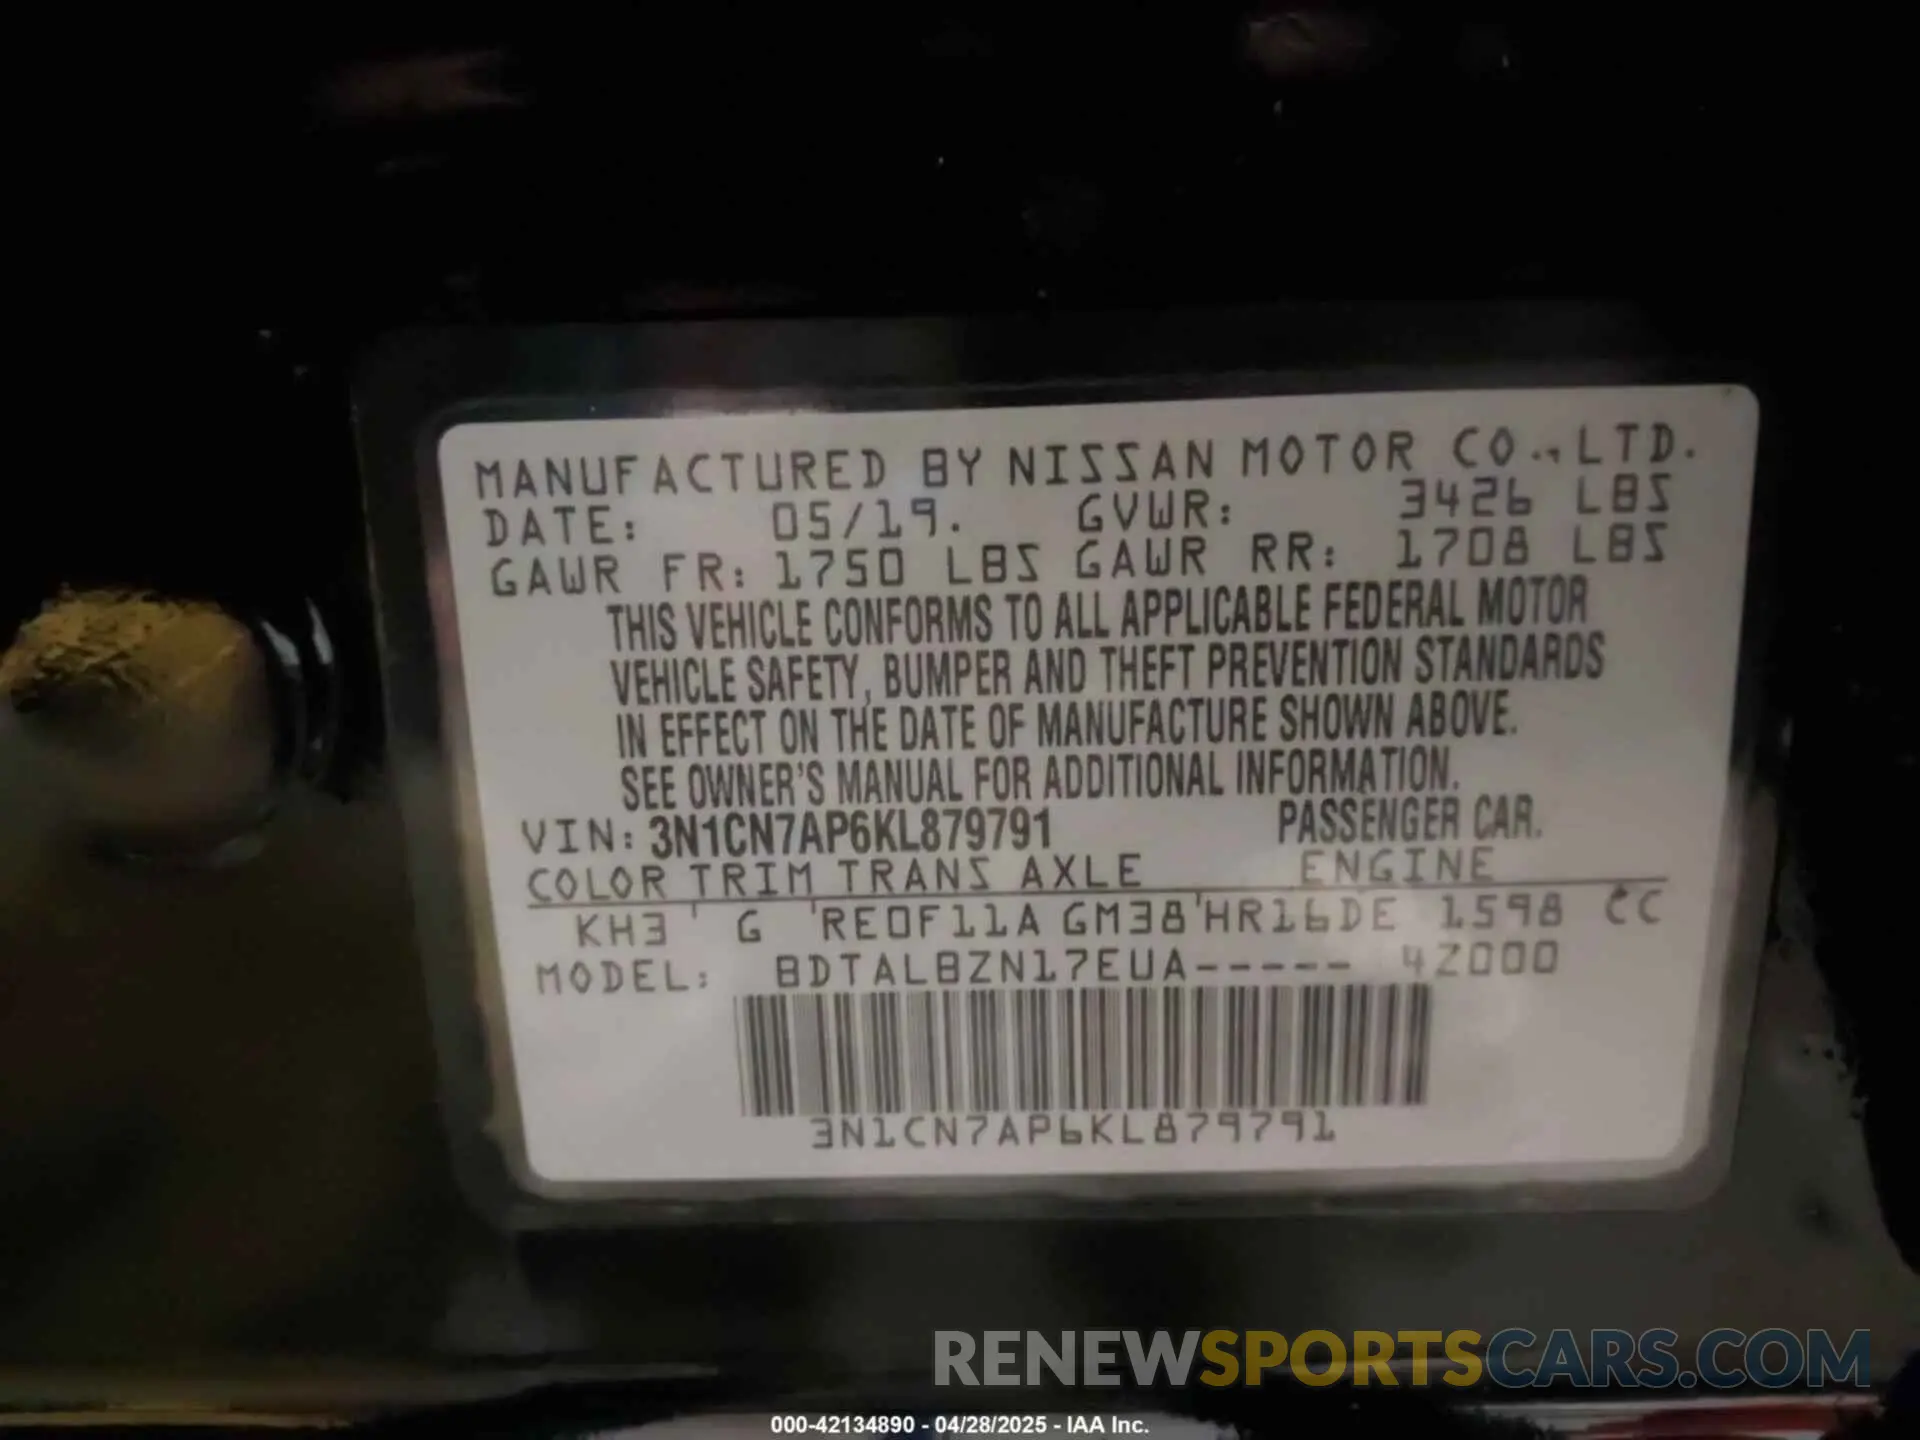 MANUFACTURED BY NISSAN MOTOR CO., LTD.
DATE: 05/19. GVWR: 3426 LBS
GAWR FR: 1750 LBS GAWR RR: 1708 LBS
THIS VEHICLE CONFORMS TO ALL APPLICABLE FEDERAL MOTOR
VEHICLE SAFETY, BUMPER AND THEFT PREVENTION STANDARDS
IN EFFECT ON THE DATE OF MANUFACTURE SHOWN ABOVE.
SEE OWNER'S MANUAL FOR ADDITIONAL INFORMATION.
VIN: 3N1CN7AP6KL879791 PASSENGER CAR.
COLOR TRIM TRANS AXLE ENGINE
KH3 G RE0F11A GM38 HR16DE 1598 CC
MODEL: BDTALBZN17EUA----- 4Z000
3N1CN7AP6KL879791
RENEWSPORTSCARS.COM
000-42134890 - 04/28/2025 - IAA Inc.